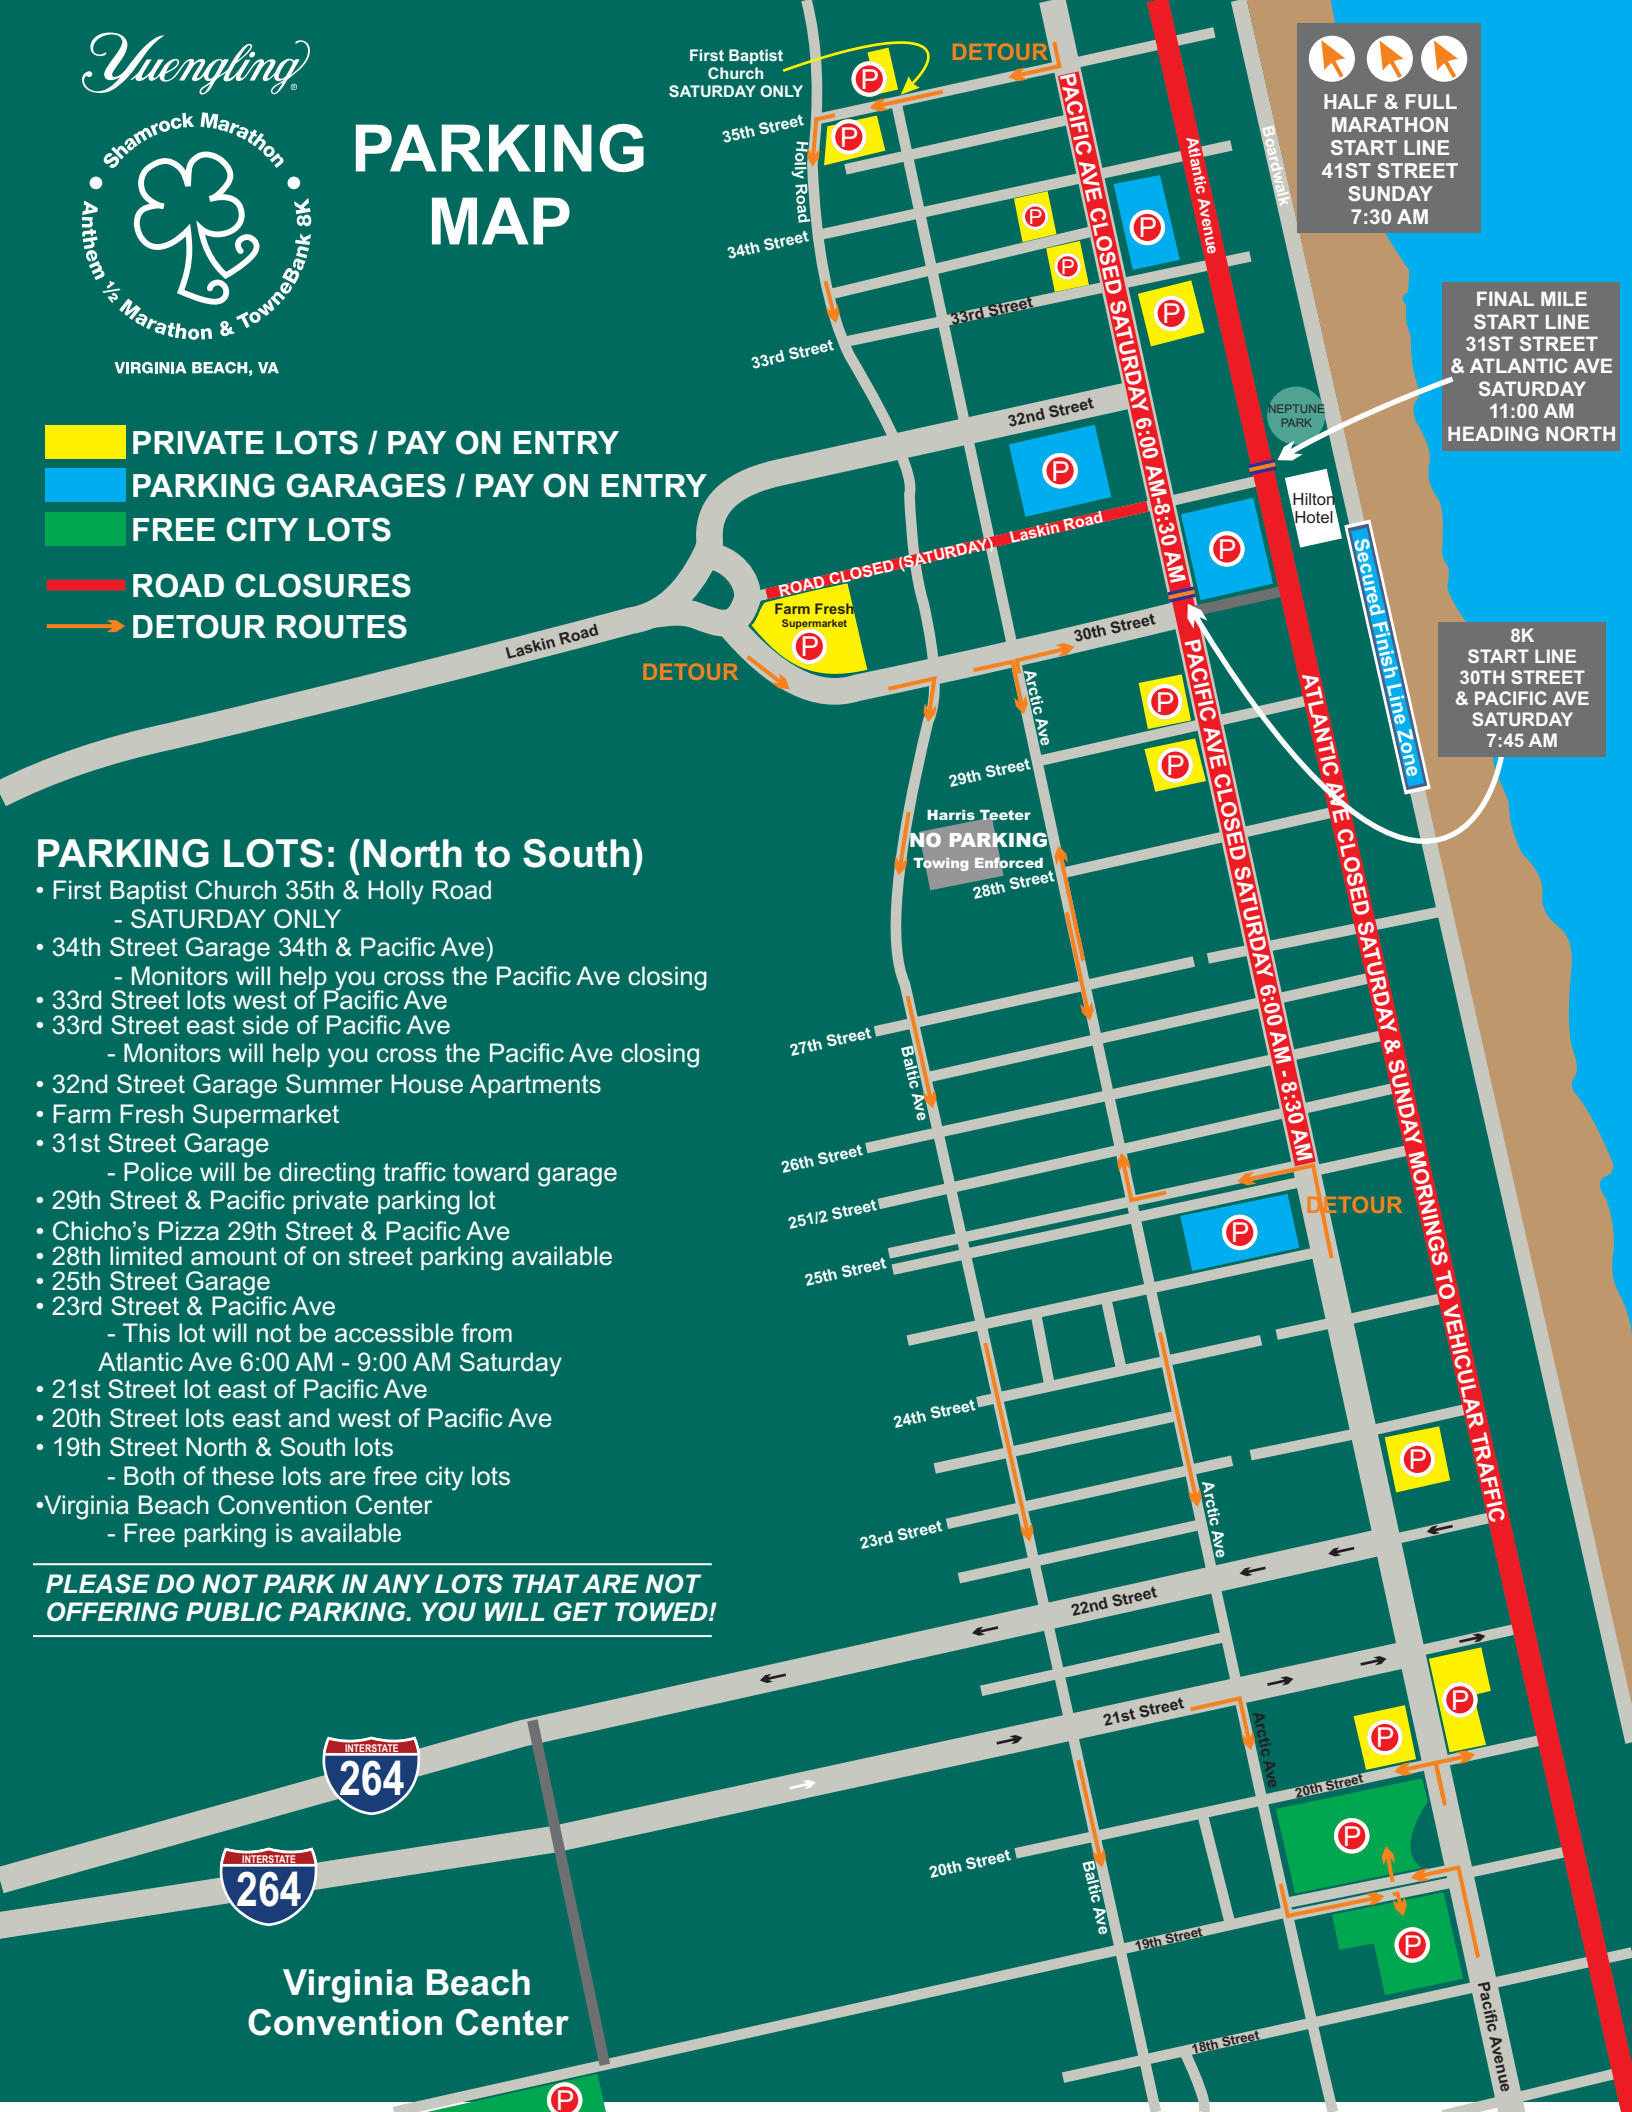 Yuengling
Shamrock Marathon
Anthem ½ Marathon & TowneBank 8K
VIRGINIA BEACH, VA
PARKING
MAP
PRIVATE LOTS / PAY ON ENTRY
PARKING GARAGES / PAY ON ENTRY
FREE CITY LOTS
ROAD CLOSURES
DETOUR ROUTES
First Baptist
Church
SATURDAY ONLY
DETOUR
P
P
35th Street
Holly Road
34th Street
33rd Street
33rd Street
P
P
P
P
PACIFIC AVE CLOSED SATURDAY 6:00 AM-8:30 AM
Atlantic Avenue
Boardwalk
HALF & FULL
MARATHON
START LINE
41ST STREET
SUNDAY
7:30 AM
FINAL MILE
START LINE
31ST STREET
& ATLANTIC AVE
SATURDAY
11:00 AM
HEADING NORTH
NEPTUNE
PARK
32nd Street
P
Hilton
Hotel
P
ROAD CLOSED (SATURDAY)
Laskin Road
Secured Finish Line Zone
Farm Fresh
Supermarket
P
Laskin Road
DETOUR
30th Street
8K
START LINE
30TH STREET
& PACIFIC AVE
SATURDAY
7:45 AM
Arctic Ave
P
P
29th Street
PACIFIC AVE CLOSED SATURDAY 6:00 AM - 8:30 AM
ATLANTIC AVE CLOSED SATURDAY & SUNDAY MORNINGS TO VEHICULAR TRAFFIC
Harris Teeter
NO PARKING
Towing Enforced
28th Street
27th Street
Baltic Ave
26th Street
251/2 Street
25th Street
P
DETOUR
24th Street
P
23rd Street
Arctic Ave
22nd Street
21st Street
Arctic Ave
P
P
20th Street
20th Street
P
Baltic Ave
19th Street
P
Pacific Avenue
18th Street
PARKING LOTS: (North to South)
• First Baptist Church 35th & Holly Road
- SATURDAY ONLY
• 34th Street Garage 34th & Pacific Ave)
- Monitors will help you cross the Pacific Ave closing
• 33rd Street lots west of Pacific Ave
• 33rd Street east side of Pacific Ave
- Monitors will help you cross the Pacific Ave closing
• 32nd Street Garage Summer House Apartments
• Farm Fresh Supermarket
• 31st Street Garage
- Police will be directing traffic toward garage
• 29th Street & Pacific private parking lot
• Chicho's Pizza 29th Street & Pacific Ave
• 28th limited amount of on street parking available
• 25th Street Garage
• 23rd Street & Pacific Ave
- This lot will not be accessible from
Atlantic Ave 6:00 AM - 9:00 AM Saturday
• 21st Street lot east of Pacific Ave
• 20th Street lots east and west of Pacific Ave
• 19th Street North & South lots
- Both of these lots are free city lots
•Virginia Beach Convention Center
- Free parking is available
PLEASE DO NOT PARK IN ANY LOTS THAT ARE NOT
OFFERING PUBLIC PARKING. YOU WILL GET TOWED!
INTERSTATE
264
INTERSTATE
264
Virginia Beach
Convention Center
P